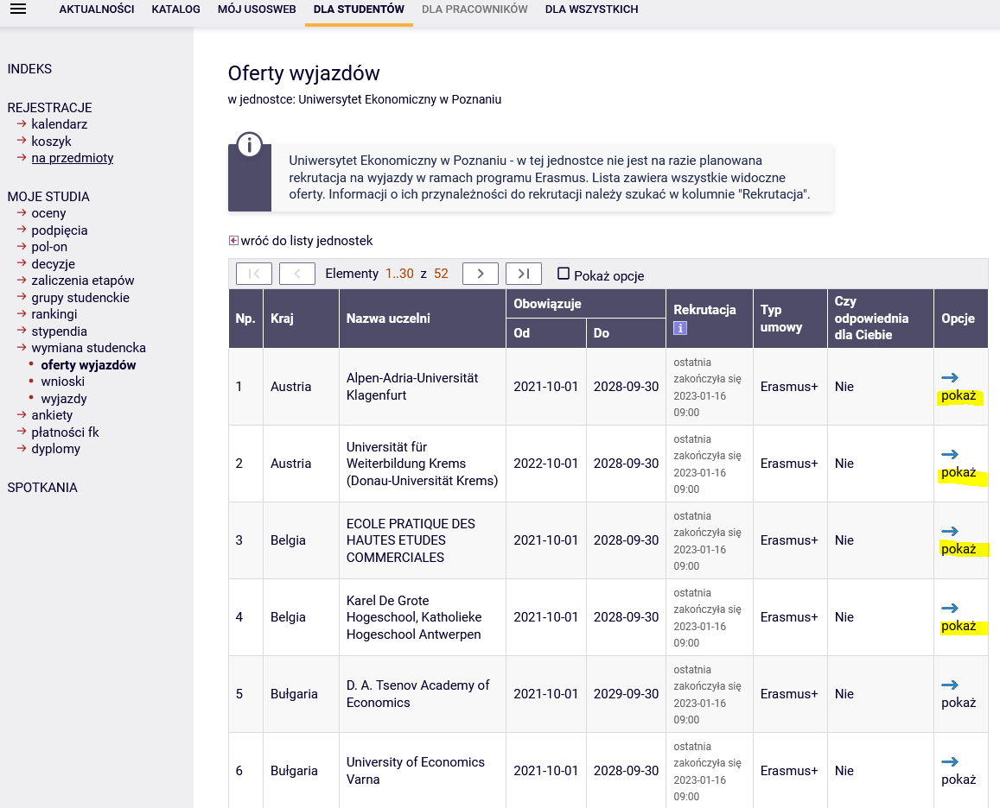 AKTUALNOŚCI KATALOG MÓJ USOSWEB DLA STUDENTÓW DLA PRACOWNIKÓW DLA WSZYSTKICH
INDEKS
REJESTRACJE
kalendarz
koszyk
na przedmioty
MOJE STUDIA
oceny
podpięcia
pol-on
decyzje
zaliczenia etapów
grupy studenckie
rankingi
stypendia
wymiana studencka
oferty wyjazdów
wnioski
wyjazdy
ankiety
płatności fk
dyplomy
SPOTKANIA
Oferty wyjazdów
w jednostce: Uniwersytet Ekonomiczny w Poznaniu
Uniwersytet Ekonomiczny w Poznaniu - w tej jednostce nie jest na razie planowana
rekrutacja na wyjazdy w ramach programu Erasmus. Lista zawiera wszystkie widoczne
oferty. Informacji o ich przynależności do rekrutacji należy szukać w kolumnie "Rekrutacja".
wróć do listy jednostek
Elementy 1..30 z 52 Pokaż opcje
Np. Kraj Nazwa uczelni Obowiązuje Od Do Rekrutacja i Typ umowy Czy odpowiednia dla Ciebie Opcje
1 Austria Alpen-Adria-Universität Klagenfurt 2021-10-01 2028-09-30 ostatnia zakończyła się 2023-01-16 09:00 Erasmus+ Nie pokaż
2 Austria Universität für Weiterbildung Krems (Donau-Universität Krems) 2022-10-01 2028-09-30 ostatnia zakończyła się 2023-01-16 09:00 Erasmus+ Nie pokaż
3 Belgia ECOLE PRATIQUE DES HAUTES ETUDES COMMERCIALES 2021-10-01 2028-09-30 ostatnia zakończyła się 2023-01-16 09:00 Erasmus+ Nie pokaż
4 Belgia Karel De Grote Hogeschool, Katholieke Hogeschool Antwerpen 2021-10-01 2028-09-30 ostatnia zakończyła się 2023-01-16 09:00 Erasmus+ Nie pokaż
5 Bułgaria D. A. Tsenov Academy of Economics 2021-10-01 2029-09-30 ostatnia zakończyła się 2023-01-16 09:00 Erasmus+ Nie pokaż
6 Bułgaria University of Economics Varna 2021-10-01 2028-09-30 ostatnia zakończyła się 2023-01-16 09:00 Erasmus+ Nie pokaż